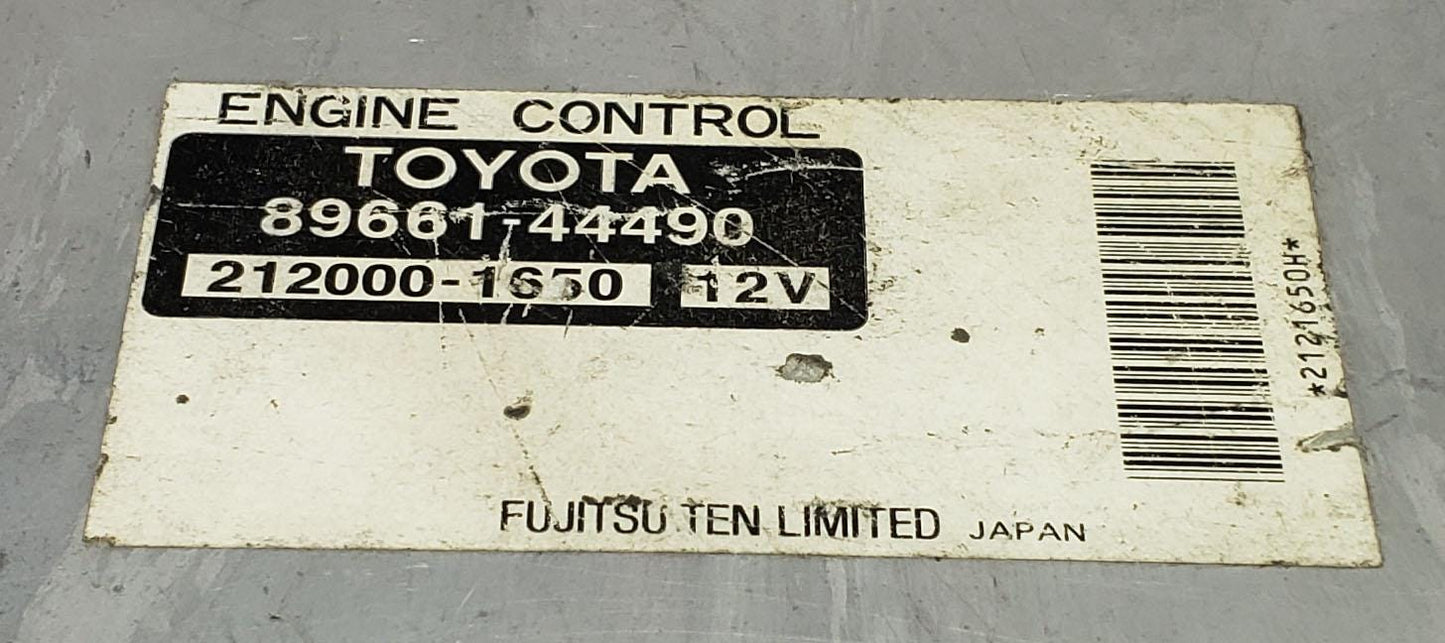 ENGINE CONTROL
TOYOTA
89661-44490
212000-1650 12V
*2121650H*
FUJITSU TEN LIMITED JAPAN